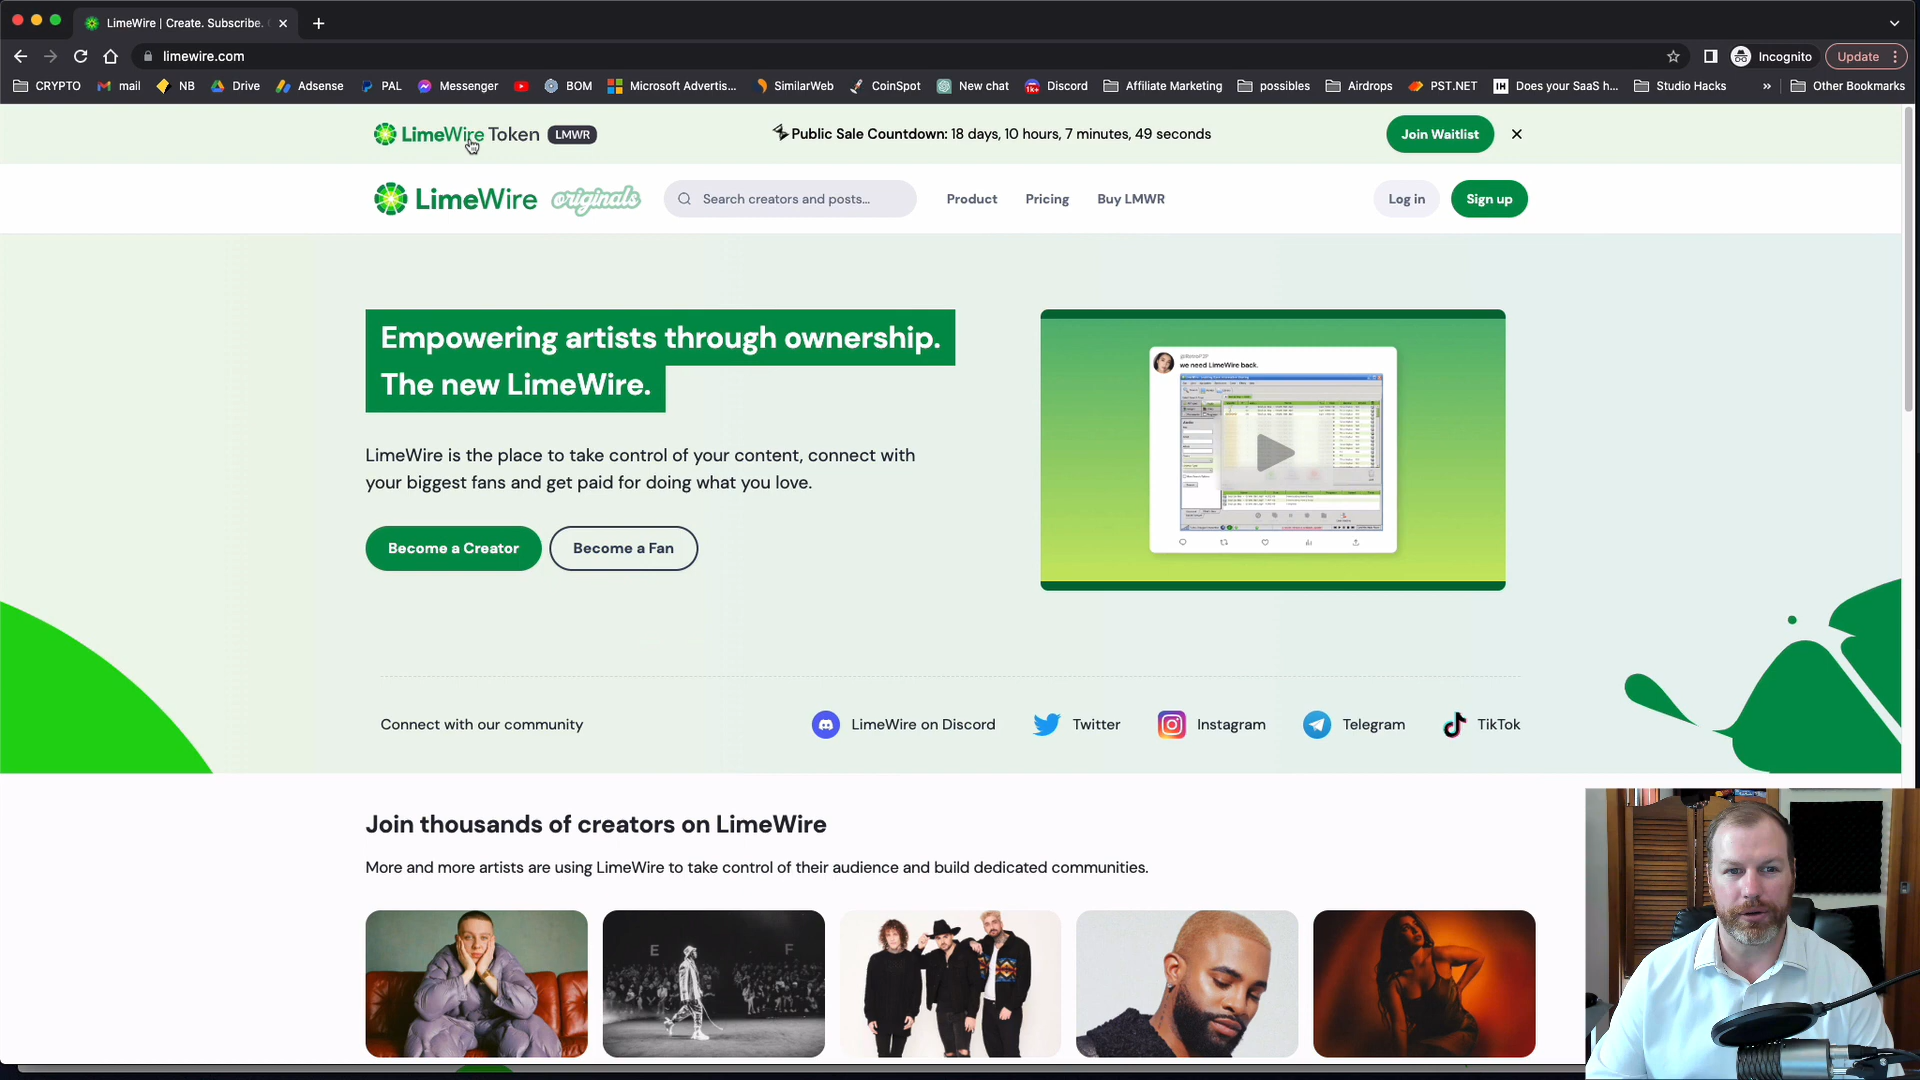 LimeWire | Create. Subscribe.
limewire.com
Incognito
Update
CRYPTO
mail
NB
Drive
Adsense
PAL
Messenger
BOM
Microsoft Advertis...
SimilarWeb
CoinSpot
New chat
Discord
Affiliate Marketing
possibles
Airdrops
PST.NET
Does your SaaS h...
Studio Hacks
»
Other Bookmarks
LimeWire Token LMWR
Public Sale Countdown: 18 days, 10 hours, 7 minutes, 49 seconds
Join Waitlist
LimeWire originals
Search creators and posts...
Product
Pricing
Buy LMWR
Log in
Sign up
Empowering artists through ownership.
The new LimeWire.
LimeWire is the place to take control of your content, connect with
your biggest fans and get paid for doing what you love.
Become a Creator
Become a Fan
we need LimeWire back.
Connect with our community
LimeWire on Discord
Twitter
Instagram
Telegram
TikTok
Join thousands of creators on LimeWire
More and more artists are using LimeWire to take control of their audience and build dedicated communities.
E F